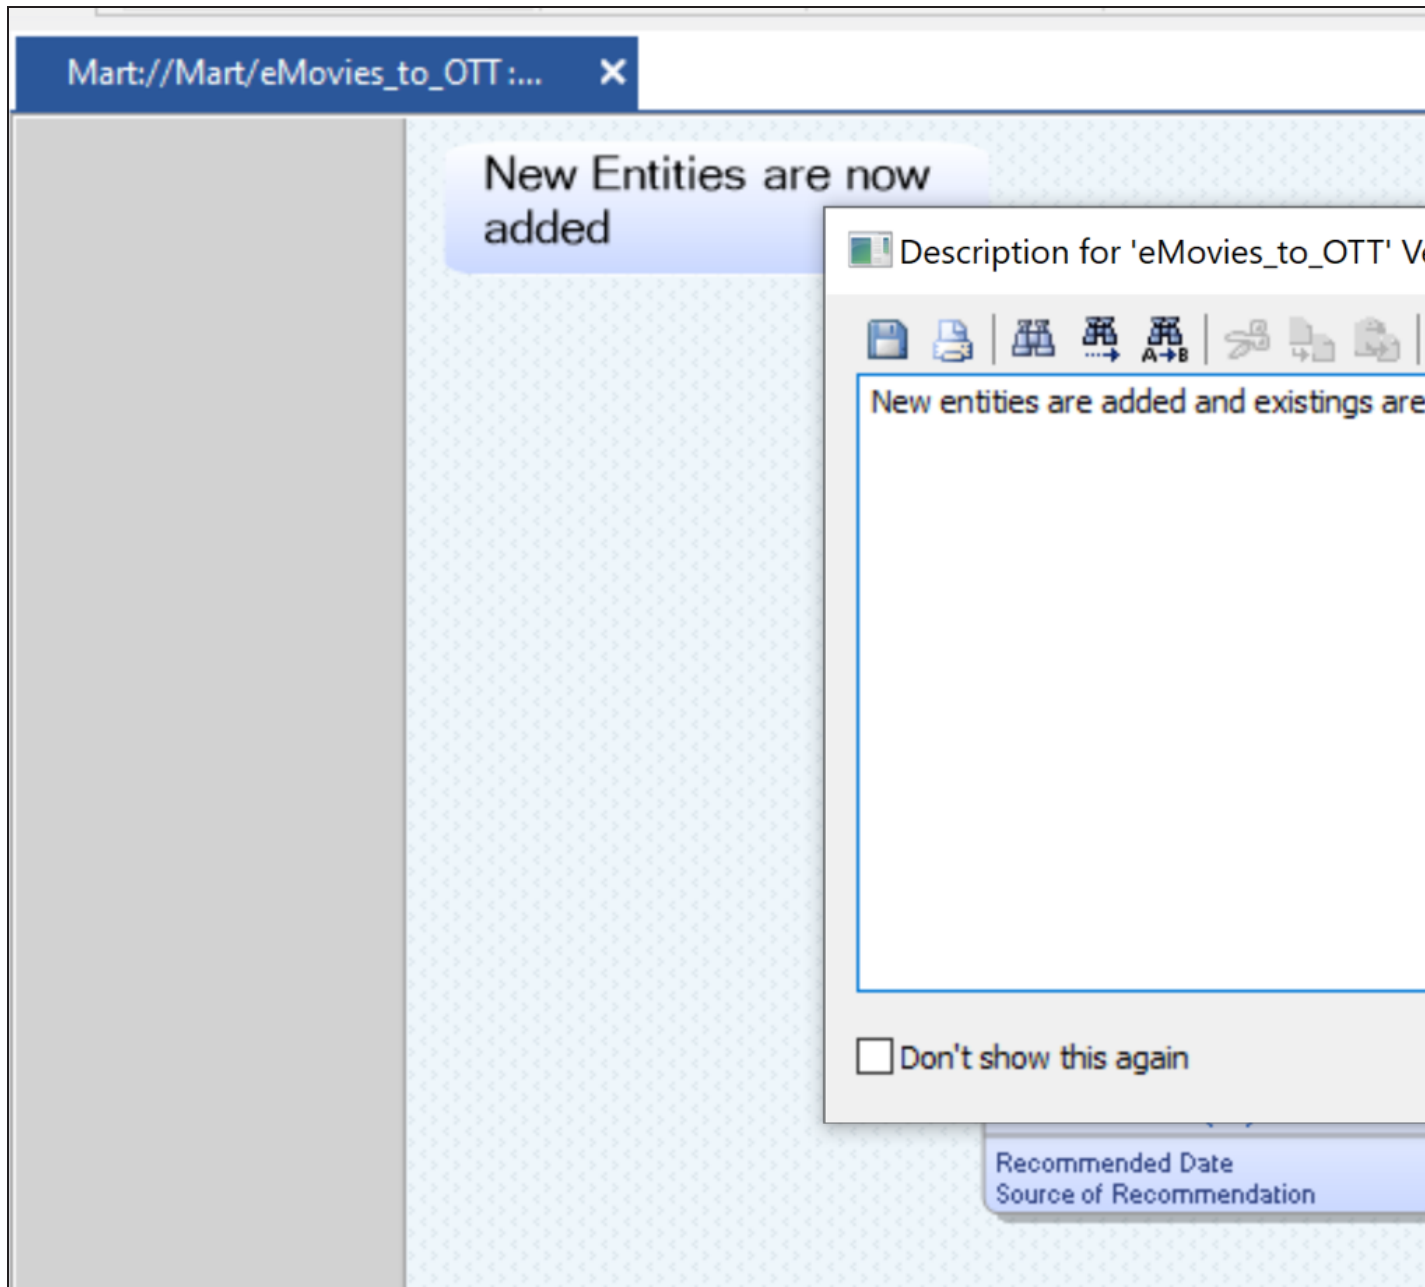 Mart://Mart/eMovies_to_OTT :...
New Entities are now
added
Description for 'eMovies_to_OTT'
A B
New entities are added and existings are
Don't show this again
Recommended Date
Source of Recommendation